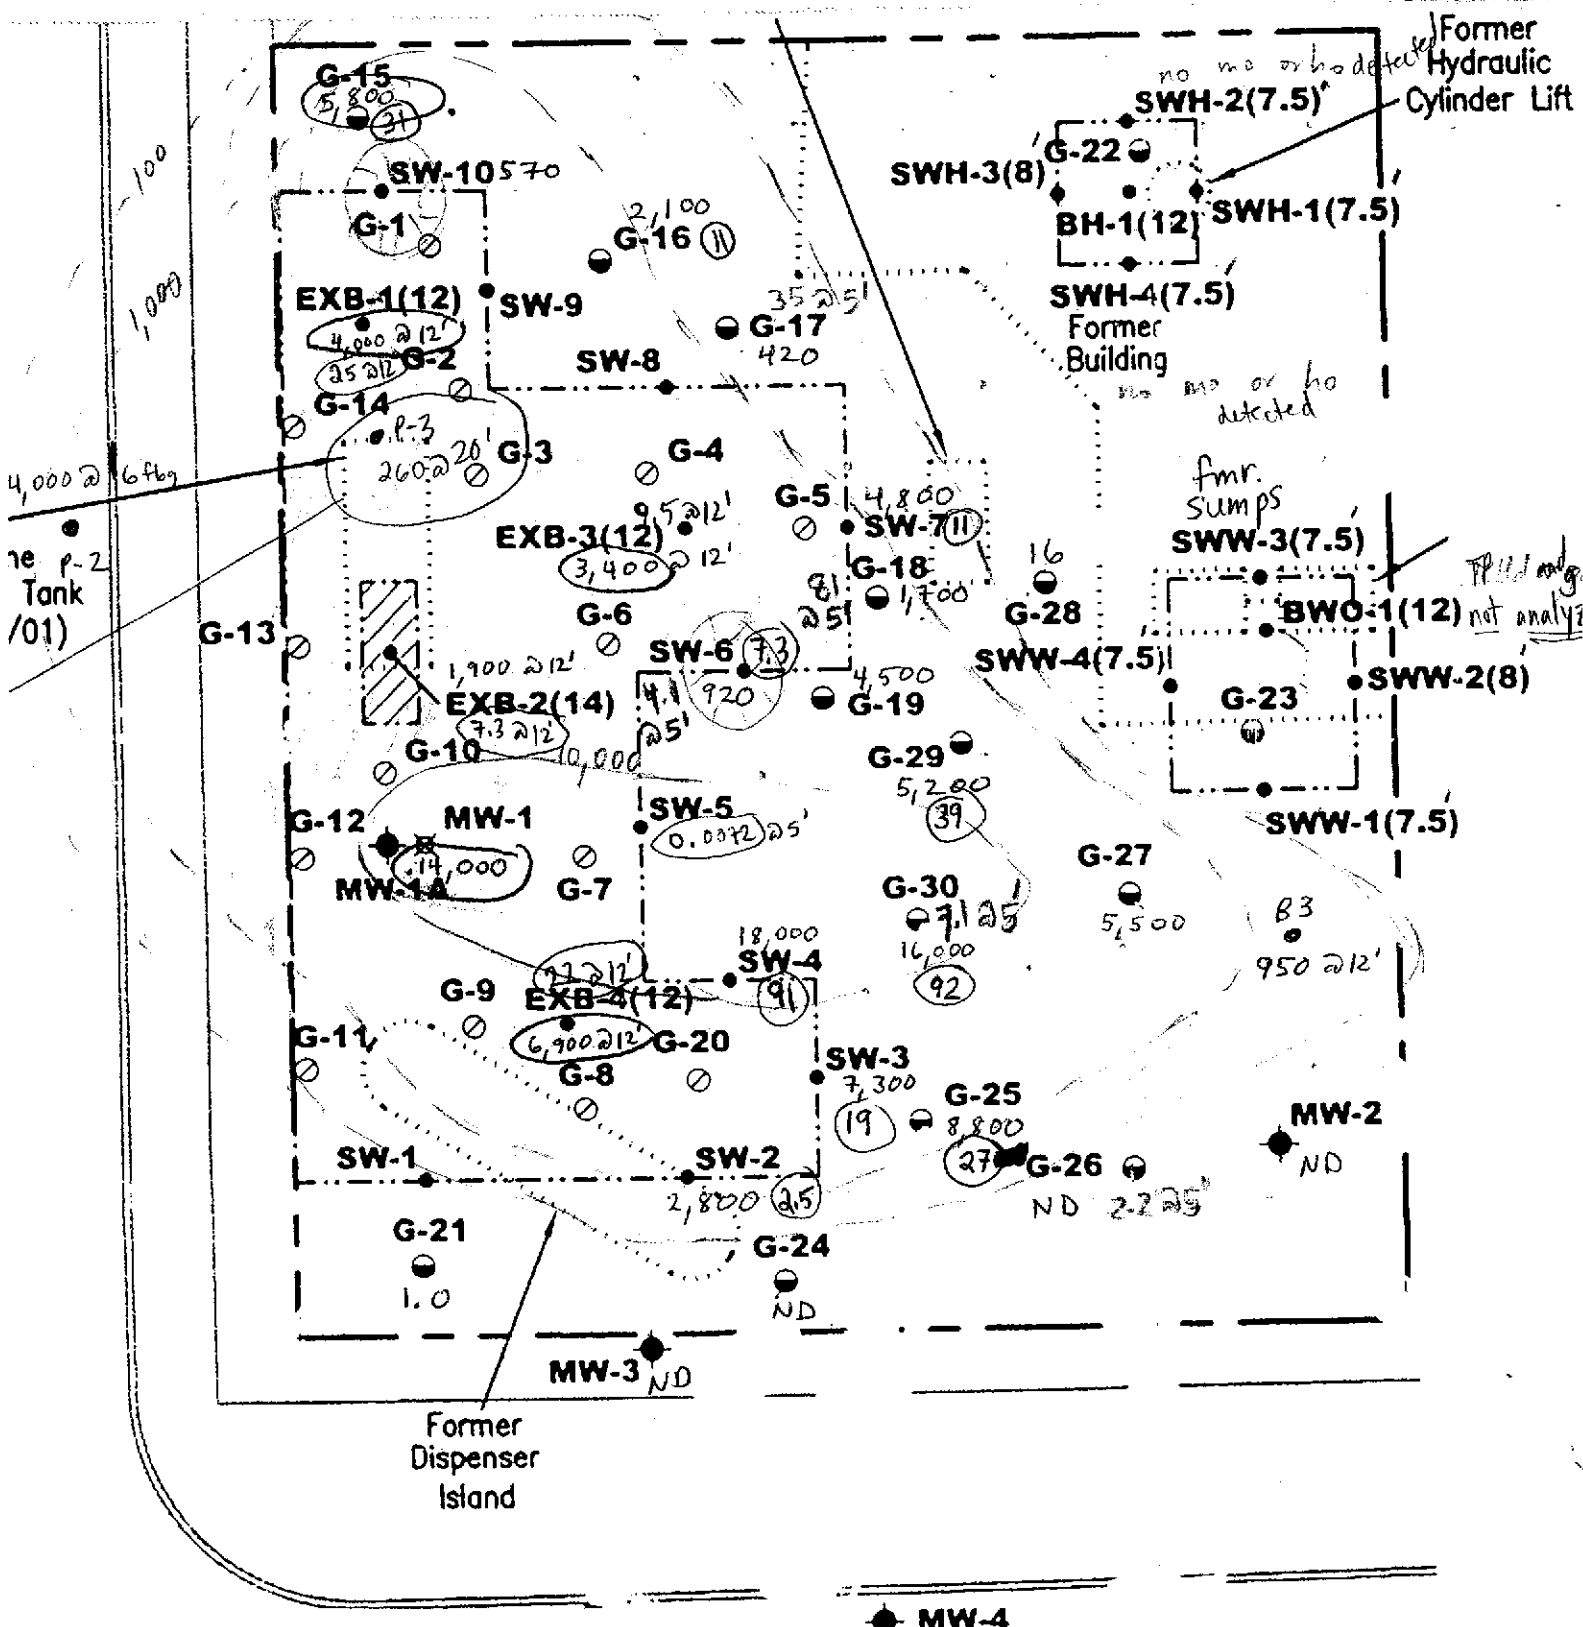 Former
no mo or ho detected
Hydraulic
Cylinder Lift
G-15
5,800
31
SWH-2(7.5)'
100
G-22
SW-10 570
SWH-3(8)'
G-1
2,100
G-16 11
BH-1(12)
SWH-1(7.5)'
1,000
EXB-1(12)
SW-9
35 @ 5'
SWH-4(7.5)'
4,000 @ 12'
G-17
Former
Building
G-2
25 @ 12'
SW-8
420
no mo or ho
detected
G-14
P-3
260 @ 20'
G-3
G-4
4,000 @ 16 fbg
fmr.
sumps
9.5 @ 12'
G-5
4,800
SW-7 11
EXB-3(12)
SWW-3(7.5)'
P-2
Tank
/01)
3,400 @ 12'
G-18
1,700
16
G-28
81
@ 5'
BWO-1(12)
not
G-13
G-6
SW-6 7.3
SWW-4(7.5)'
1,900 @ 12'
920
4,500
G-19
SWW-2(8)'
EXB-2(14)
4.1
@ 5'
G-23
7.3 @ 12'
G-10
10,000
G-29
5,200
39
G-12
MW-1
SW-5
0.0072 @ 5'
SWW-1(7.5)'
14,000
MW-1A
G-7
G-27
5,500
G-30
7.1 @ 5'
16,000
92
B3
950 @ 12'
18,000
SW-4
91
@ 12'
G-9
EXB-4(12)
6,900 @ 12'
G-20
G-11
G-8
SW-3
7,300
19
G-25
8,800
27
MW-2
ND
SW-1
SW-2
2,800 2.5
G-26
ND 2.2 @ 5'
G-21
1.0
G-24
ND
MW-3
ND
Former
Dispenser
Island
MW-4